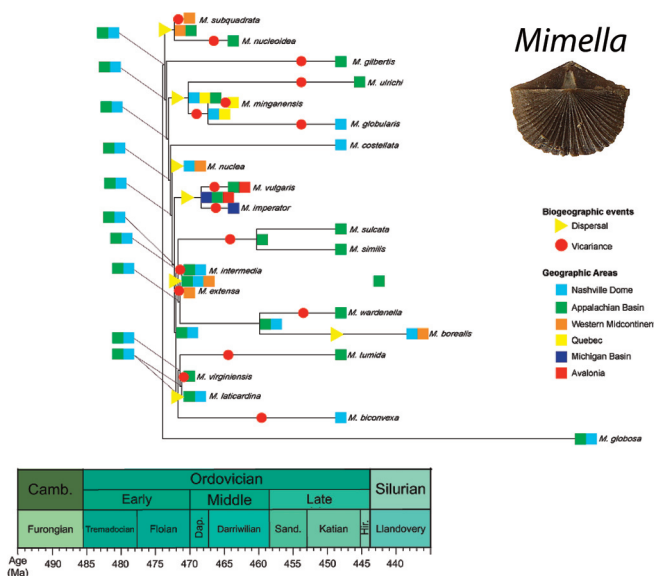 Mimella
M. subquadrata
M. nucleoidea
M. gilbertis
M. ulrichi
M. minganensis
M. globularis
M. costellata
M. nuclea
M. vulgaris
M. imperator
M. sulcata
M. similis
M. intermedia
M. extensa
M. wardenella
M. borealis
M. tumida
M. virginiensis
M. laticardina
M. biconvexa
M. globosa
Biogeographic events
Dispersal
Vicariance
Geographic Areas
Nashville Dome
Appalachian Basin
Western Midcontinen
Quebec
Michigan Basin
Avalonia
Camb. Ordovician Silurian
Early Middle Late
Furongian Tremadocian Floian Dap. Darriwilian Sand. Katian Hir. Llandovery
Age (Ma) 490 485 480 475 470 465 460 455 450 445 440